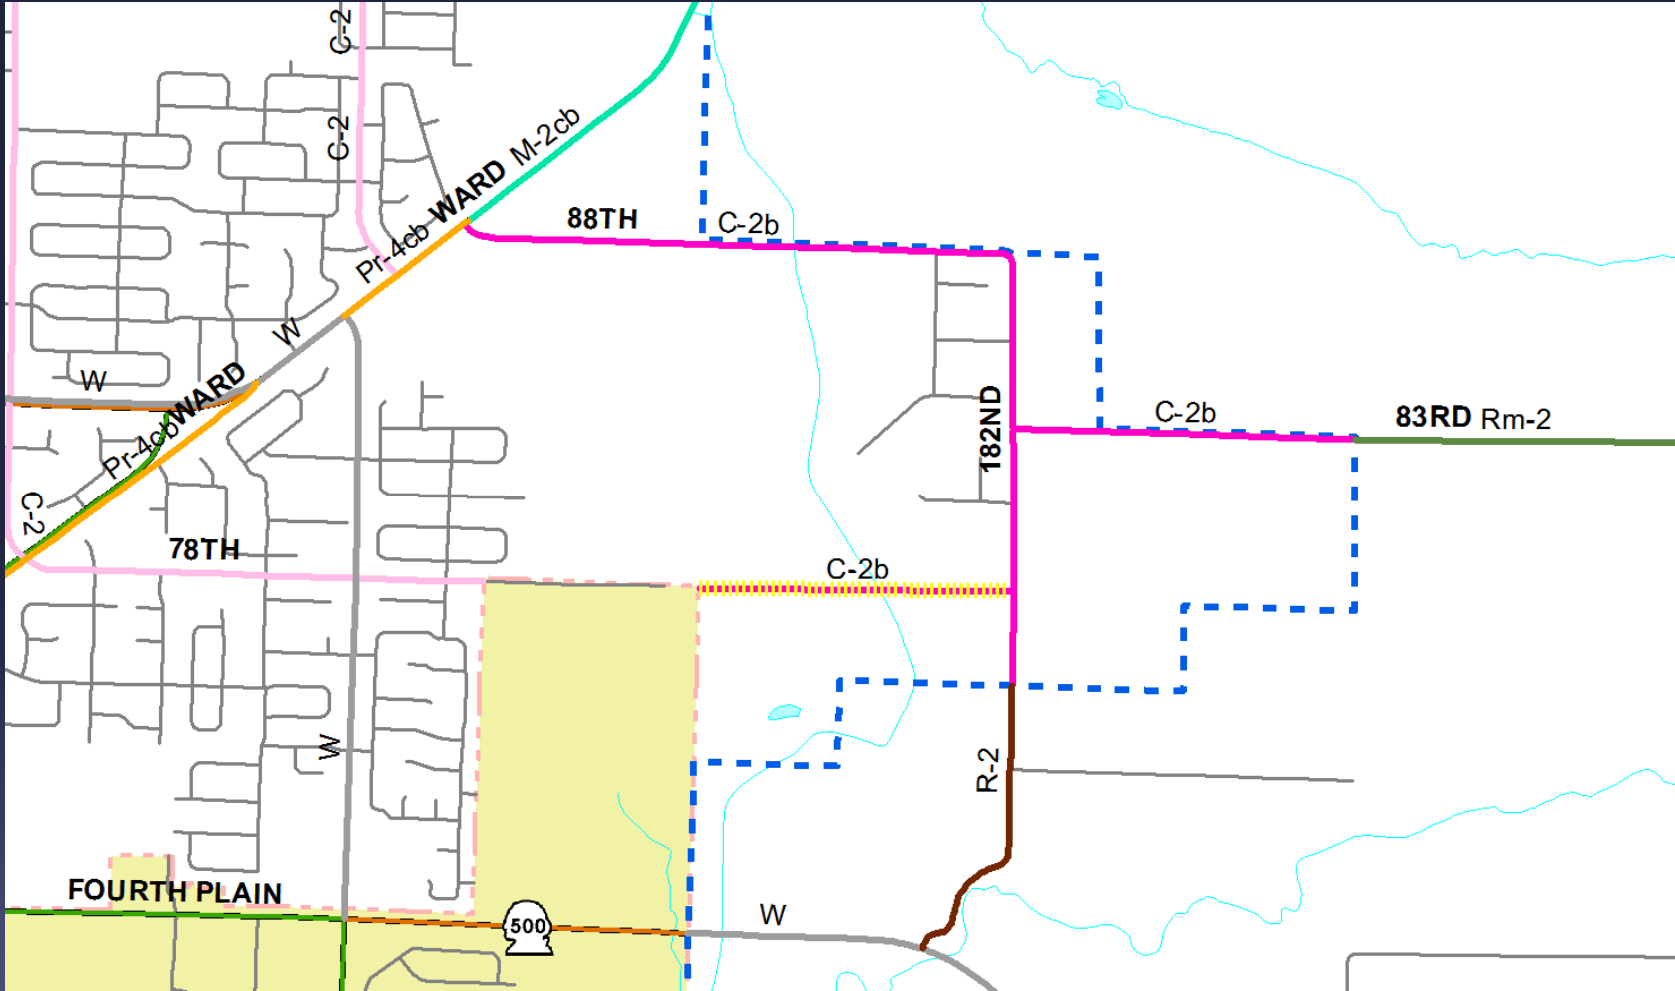 C-2
C-2
M-2cb
WARD
Pr-4cb
88TH
C-2b
W
W
WARD
Pr-4cb
C-2
182ND
C-2b
83RD Rm-2
78TH
C-2b
W
R-2
FOURTH PLAIN
500
W